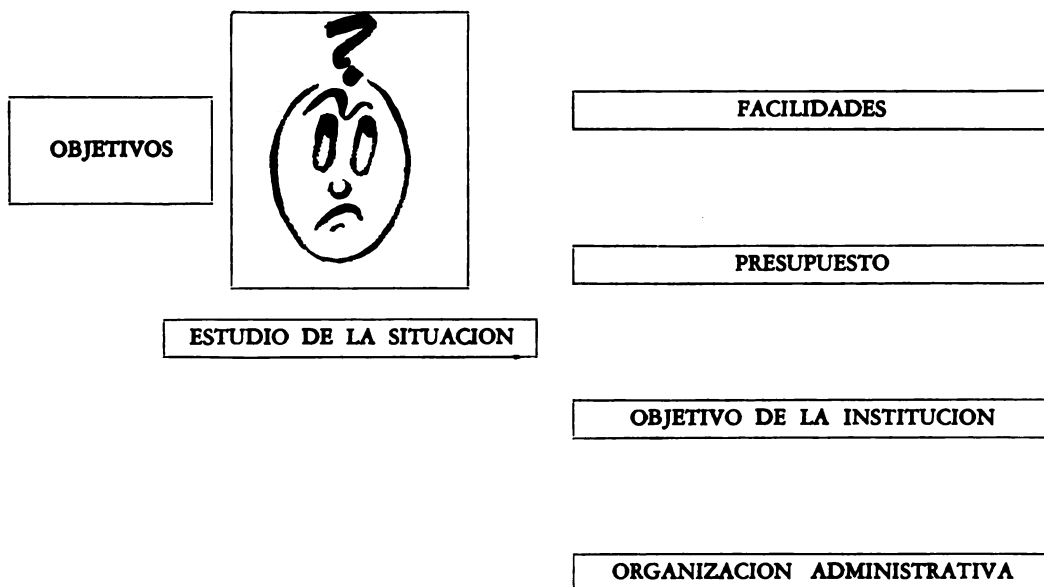 ?
OBJETIVOS
ESTUDIO DE LA SITUACION
FACILIDADES
PRESUPUESTO
OBJETIVO DE LA INSTITUCION
ORGANIZACION ADMINISTRATIVA